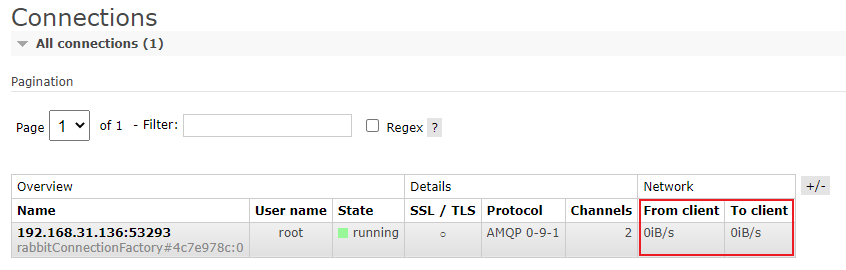 Connections
All connections (1)
Pagination
Page 1 of 1 - Filter: Regex ?
Overview Details Network +/-
Name User name State SSL / TLS Protocol Channels From client To client
192.168.31.136:53293 root running ○ AMQP 0-9-1 2 0iB/s 0iB/s
rabbitConnectionFactory#4c7e978c:0